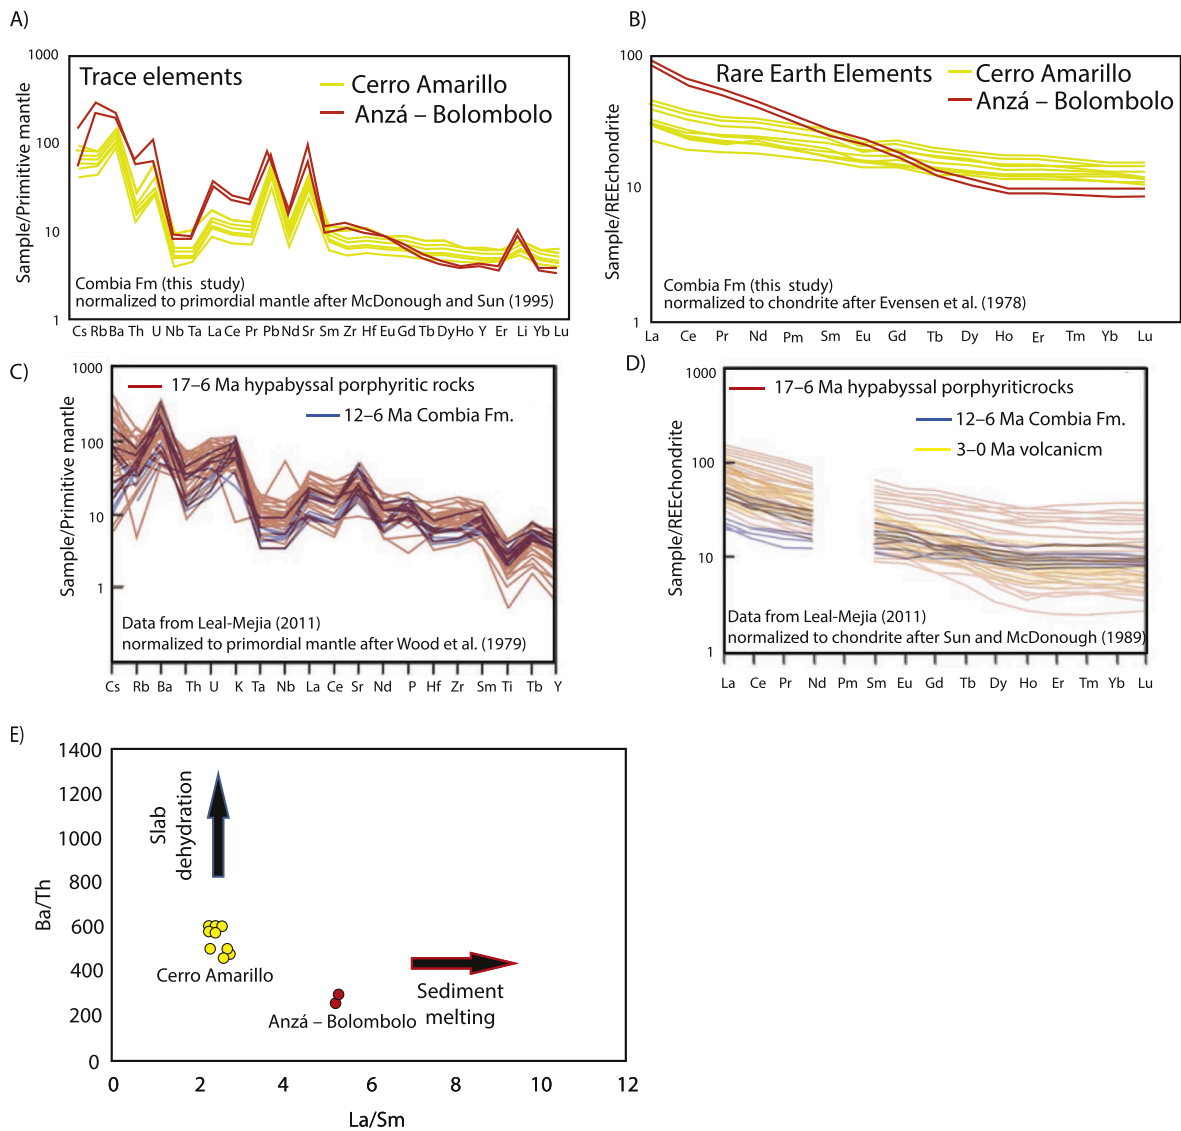 A)
1000
100
10
1
Sample/Primitive mantle
Trace elements
Cerro Amarillo
Anzá – Bolombolo
Combia Fm (this study)
normalized to primordial mantle after McDonough and Sun (1995)
Cs Rb Ba Th U Nb Ta La Ce Pr Pb Nd Sr Sm Zr Hf Eu Gd Tb Dy Ho Y Er Li Yb Lu
B)
100
10
1
Sample/REEchondrite
Rare Earth Elements
Cerro Amarillo
Anzá – Bolombolo
Combia Fm (this study)
normalized to chondrite after Evensen et al. (1978)
La Ce Pr Nd Pm Sm Eu Gd Tb Dy Ho Er Tm Yb Lu
C)
1000
100
10
1
Sample/Primitive mantle
17–6 Ma hypabyssal porphyritic rocks
12–6 Ma Combia Fm.
Data from Leal-Mejia (2011)
normalized to primordial mantle after Wood et al. (1979)
Cs Rb Ba Th U K Ta Nb La Ce Sr Nd P Hf Zr Sm Ti Tb Y
D)
1000
100
10
1
Sample/REEchondrite
17–6 Ma hypabyssal porphyriticrocks
12–6 Ma Combia Fm.
3–0 Ma volcanicm
Data from Leal-Mejia (2011)
normalized to chondrite after Sun and McDonough (1989)
La Ce Pr Nd Pm Sm Eu Gd Tb Dy Ho Er Tm Yb Lu
E)
1400
1200
1000
800
600
400
200
0
Ba/Th
Slab
dehydration
Cerro Amarillo
Anzá – Bolombolo
Sediment
melting
0 2 4 6 8 10 12
La/Sm